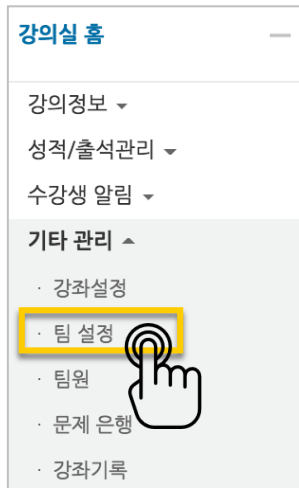 강의실 홈
강의정보
성적/출석관리
수강생 알림
기타 관리
· 강좌설정
· 팀 설정
· 팀원
· 문제 은행
· 강좌기록